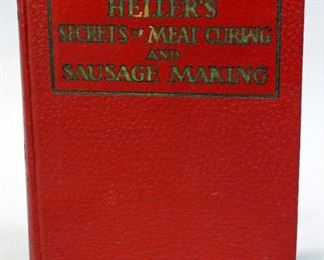 HELLER'S
SECRETS OF MEAT CURING
AND
SAUSAGE MAKING